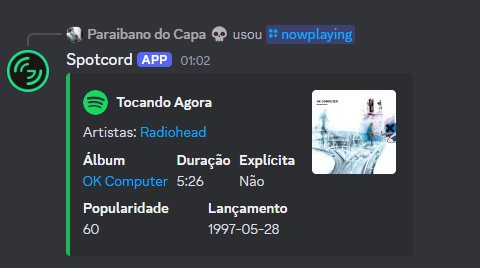 Paraibano do Capa 💀 usou nowplaying
Spotcord APP 01:02
Tocando Agora
OK COMPUTER
Artistas: Radiohead
Álbum Duração Explícita
OK Computer 5:26 Não
Popularidade Lançamento
60 1997-05-28